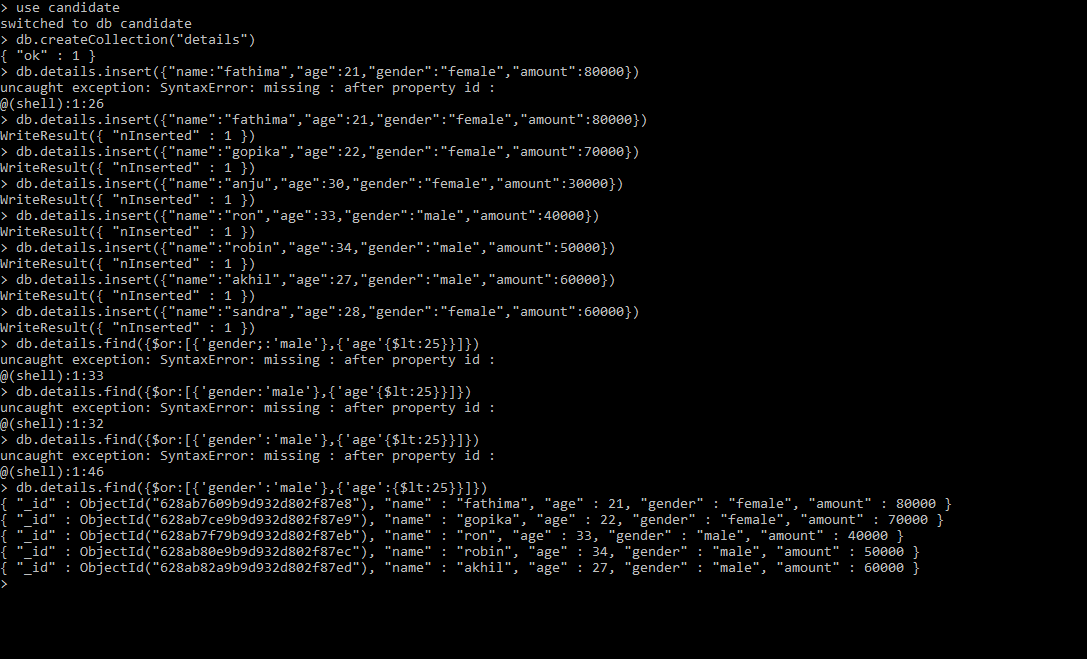 > use candidate
switched to db candidate
> db.createCollection("details")
{ "ok" : 1 }
> db.details.insert({"name:"fathima","age":21,"gender":"female","amount":80000})
uncaught exception: SyntaxError: missing : after property id :
@(shell):1:26
> db.details.insert({"name":"fathima","age":21,"gender":"female","amount":80000})
WriteResult({ "nInserted" : 1 })
> db.details.insert({"name":"gopika","age":22,"gender":"female","amount":70000})
WriteResult({ "nInserted" : 1 })
> db.details.insert({"name":"anju","age":30,"gender":"female","amount":30000})
WriteResult({ "nInserted" : 1 })
> db.details.insert({"name":"ron","age":33,"gender":"male","amount":40000})
WriteResult({ "nInserted" : 1 })
> db.details.insert({"name":"robin","age":34,"gender":"male","amount":50000})
WriteResult({ "nInserted" : 1 })
> db.details.insert({"name":"akhil","age":27,"gender":"male","amount":60000})
WriteResult({ "nInserted" : 1 })
> db.details.insert({"name":"sandra","age":28,"gender":"female","amount":60000})
WriteResult({ "nInserted" : 1 })
> db.details.find({$or:[{'gender;:'male'},{'age'{$lt:25}}]})
uncaught exception: SyntaxError: missing : after property id :
@(shell):1:33
> db.details.find({$or:[{'gender:'male'},{'age'{$lt:25}}]})
uncaught exception: SyntaxError: missing : after property id :
@(shell):1:32
> db.details.find({$or:[{'gender':'male'},{'age'{$lt:25}}]})
uncaught exception: SyntaxError: missing : after property id :
@(shell):1:46
> db.details.find({$or:[{'gender':'male'},{'age':{$lt:25}}]})
{ "_id" : ObjectId("628ab7609b9d932d802f87e8"), "name" : "fathima", "age" : 21, "gender" : "female", "amount" : 80000 }
{ "_id" : ObjectId("628ab7ce9b9d932d802f87e9"), "name" : "gopika", "age" : 22, "gender" : "female", "amount" : 70000 }
{ "_id" : ObjectId("628ab7f79b9d932d802f87eb"), "name" : "ron", "age" : 33, "gender" : "male", "amount" : 40000 }
{ "_id" : ObjectId("628ab80e9b9d932d802f87ec"), "name" : "robin", "age" : 34, "gender" : "male", "amount" : 50000 }
{ "_id" : ObjectId("628ab82a9b9d932d802f87ed"), "name" : "akhil", "age" : 27, "gender" : "male", "amount" : 60000 }
>